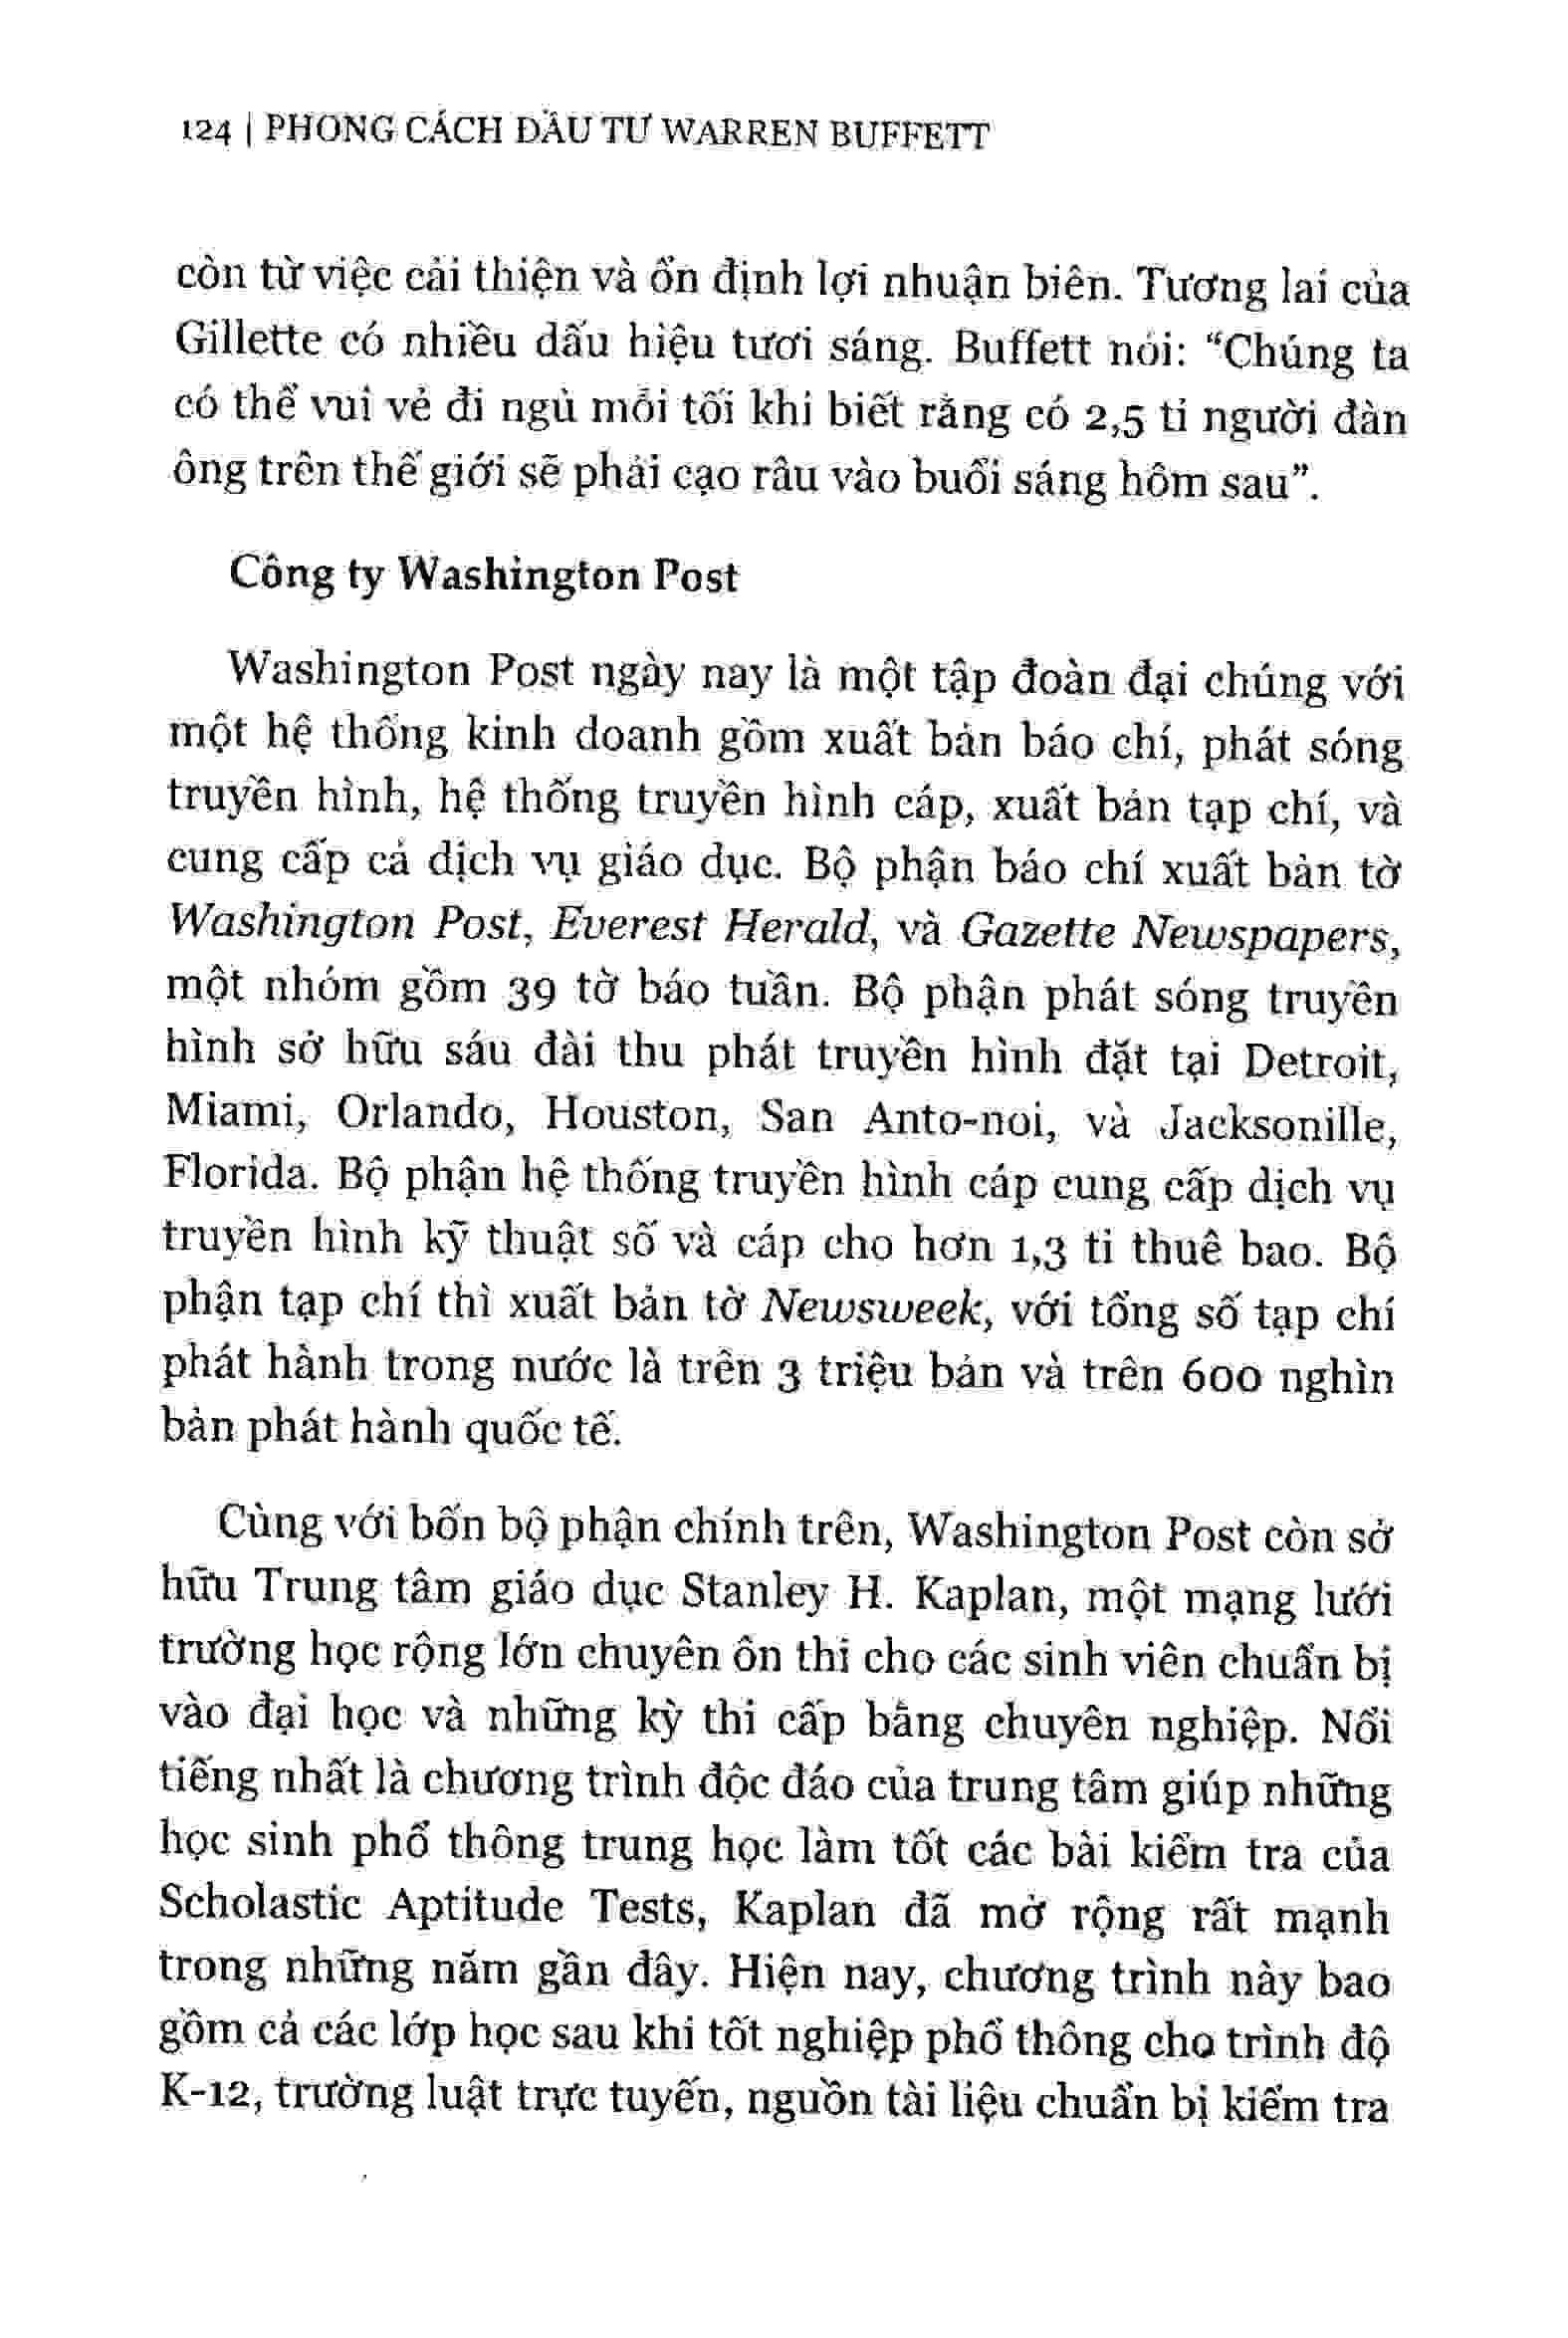 124 | PHONG CÁCH ĐẦU TƯ WARREN BUFFETT
còn từ việc cải thiện và ổn định lợi nhuận biên. Tương lai của
Gillette có nhiều dấu hiệu tươi sáng. Buffett nói: “Chúng ta
có thể vui vẻ đi ngủ mỗi tối khi biết rằng có 2,5 tỉ người đàn
ông trên thế giới sẽ phải cạo râu vào buổi sáng hôm sau”.
Công ty Washington Post
Washington Post ngày nay là một tập đoàn đại chúng với
một hệ thống kinh doanh gồm xuất bản báo chí, phát sóng
truyền hình, hệ thống truyền hình cáp, xuất bản tạp chí, và
cung cấp cả dịch vụ giáo dục. Bộ phận báo chí xuất bản tờ
Washington Post, Everest Herald, và Gazette Newspapers,
một nhóm gồm 39 tờ báo tuần. Bộ phận phát sóng truyền
hình sở hữu sáu đài thu phát truyền hình đặt tại Detroit,
Miami, Orlando, Houston, San Anto-noi, và Jacksonille,
Florida. Bộ phận hệ thống truyền hình cáp cung cấp dịch vụ
truyền hình kỹ thuật số và cáp cho hơn 1,3 tỉ thuê bao. Bộ
phận tạp chí thì xuất bản tờ Newsweek, với tổng số tạp chí
phát hành trong nước là trên 3 triệu bản và trên 600 nghìn
bản phát hành quốc tế.
Cùng với bốn bộ phận chính trên, Washington Post còn sở
hữu Trung tâm giáo dục Stanley H. Kaplan, một mạng lưới
trường học rộng lớn chuyên ôn thi cho các sinh viên chuẩn bị
vào đại học và những kỳ thi cấp bằng chuyên nghiệp. Nổi
tiếng nhất là chương trình độc đáo của trung tâm giúp những
học sinh phổ thông trung học làm tốt các bài kiểm tra của
Scholastic Aptitude Tests, Kaplan đã mở rộng rất mạnh
trong những năm gần đây. Hiện nay, chương trình này bao
gồm cả các lớp học sau khi tốt nghiệp phổ thông cho trình độ
K-12, trường luật trực tuyến, nguồn tài liệu chuẩn bị kiểm tra